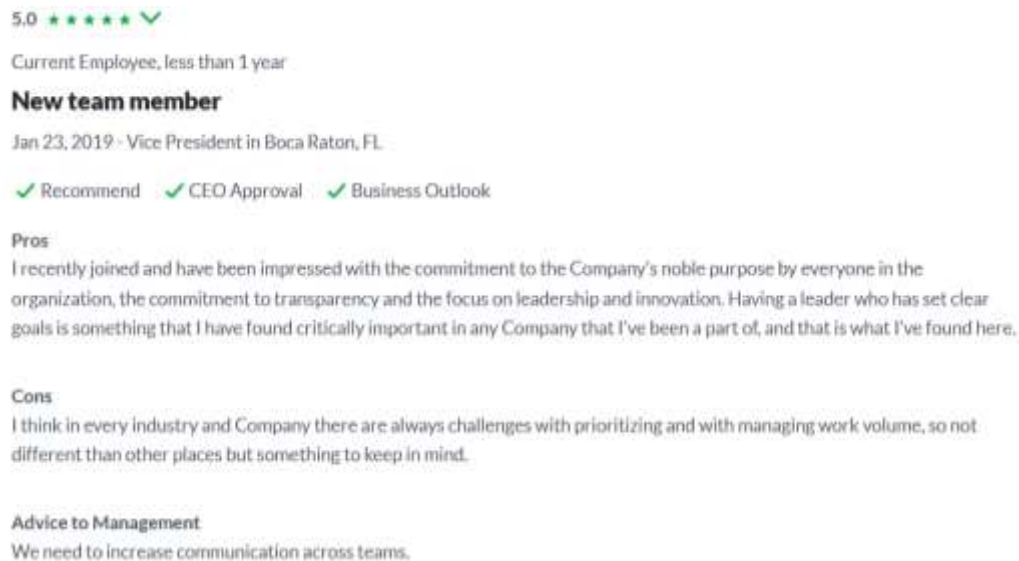 5.0 ★★★★★
Current Employee, less than 1 year
New team member
Jan 23, 2019 - Vice President in Boca Raton, FL
✓ Recommend ✓ CEO Approval ✓ Business Outlook
Pros
I recently joined and have been impressed with the commitment to the Company's noble purpose by everyone in the
organization, the commitment to transparency and the focus on leadership and innovation. Having a leader who has set clear
goals is something that I have found critically important in any Company that I've been a part of, and that is what I've found here.
Cons
I think in every industry and Company there are always challenges with prioritizing and with managing work volume, so not
different than other places but something to keep in mind.
Advice to Management
We need to increase communication across teams.